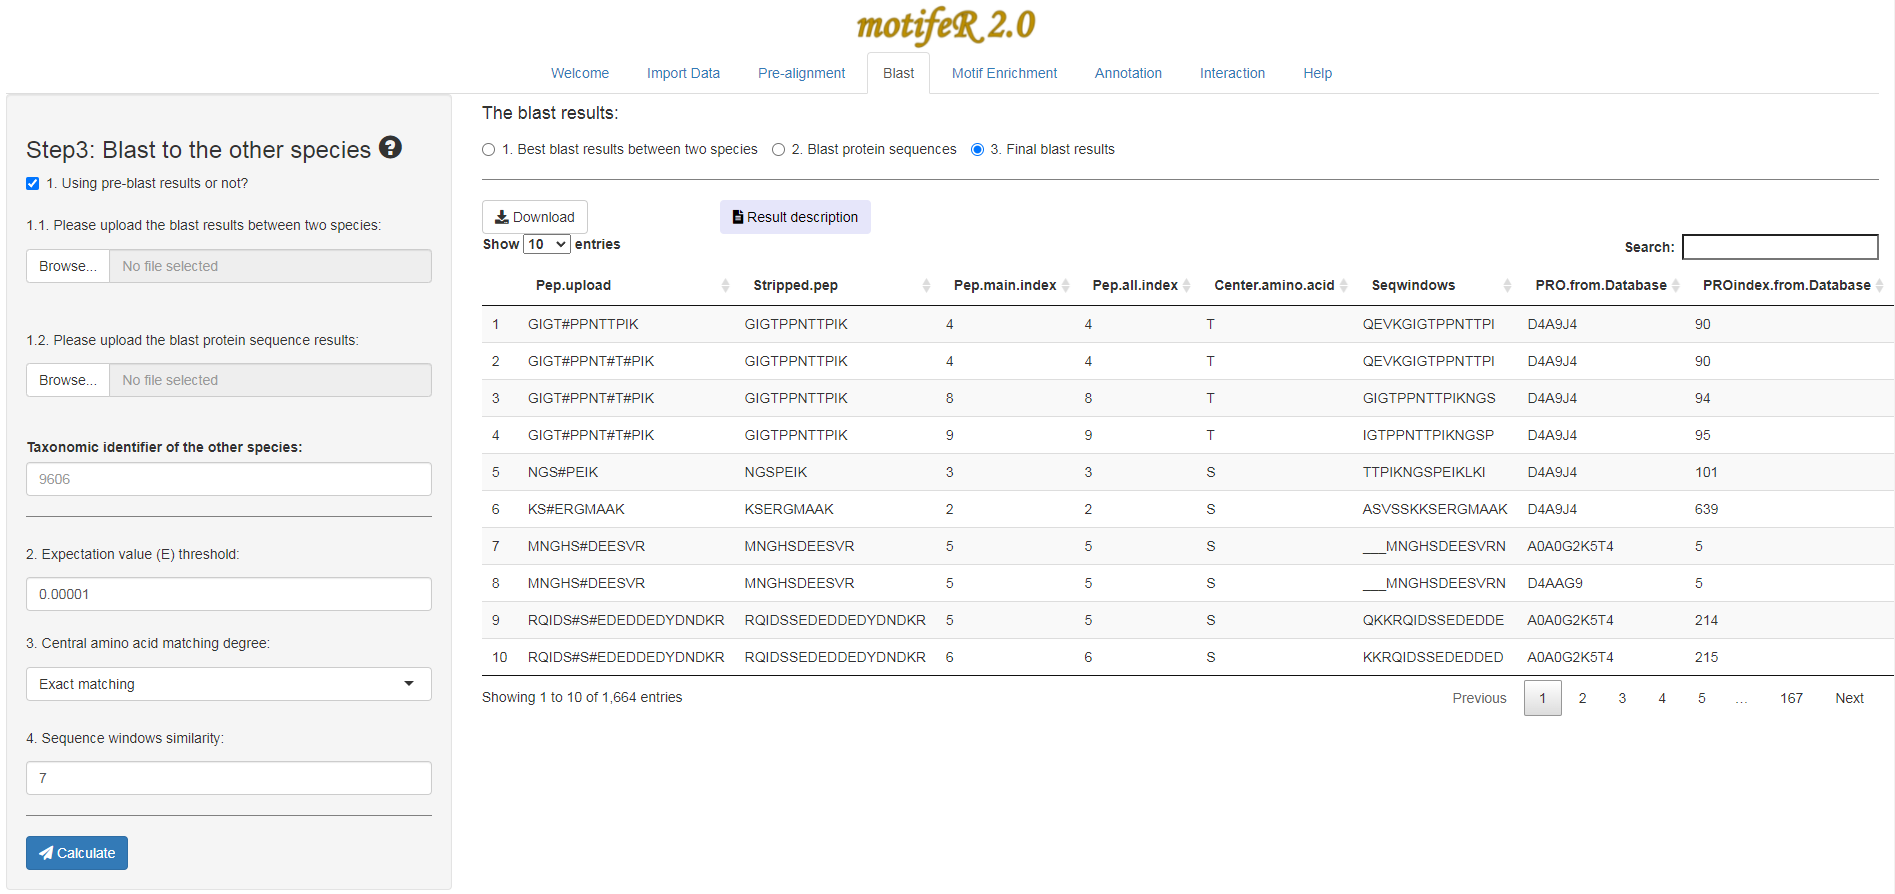 motifeR 2.0
Welcome Import Data Pre-alignment Blast Motif Enrichment Annotation Interaction Help
Step3: Blast to the other species ?
1. Using pre-blast results or not?
1.1. Please upload the blast results between two species:
Browse... No file selected
1.2. Please upload the blast protein sequence results:
Browse... No file selected
Taxonomic identifier of the other species:
9606
2. Expectation value (E) threshold:
0.00001
3. Central amino acid matching degree:
Exact matching
4. Sequence windows similarity:
7
Calculate
The blast results:
1. Best blast results between two species 2. Blast protein sequences 3. Final blast results
Download Result description
Show 10 entries Search:
Pep.upload Stripped.pep Pep.main.index Pep.all.index Center.amino.acid Seqwindows PRO.from.Database PROindex.from.Database
1 GIGT#PPNTTPIK GIGTPPNTTPIK 4 4 T QEVKGIGTPPNTTPI D4A9J4 90
2 GIGT#PPNT#T#PIK GIGTPPNTTPIK 4 4 T QEVKGIGTPPNTTPI D4A9J4 90
3 GIGT#PPNT#T#PIK GIGTPPNTTPIK 8 8 T GIGTPPNTTPIKNGS D4A9J4 94
4 GIGT#PPNT#T#PIK GIGTPPNTTPIK 9 9 T IGTPPNTTPIKNGSP D4A9J4 95
5 NGS#PEIK NGSPEIK 3 3 S TTPIKNGSPEIKLKI D4A9J4 101
6 KS#ERGMAAK KSERGMAAK 2 2 S ASVSSKKSERGMAAK D4A9J4 639
7 MNGHS#DEESVR MNGHSDEESVR 5 5 S ___MNGHSDEESVRN A0A0G2K5T4 5
8 MNGHS#DEESVR MNGHSDEESVR 5 5 S ___MNGHSDEESVRN D4AAG9 5
9 RQIDS#S#EDEDDEDYDNDKR RQIDSSEDEDDEDYDNDKR 5 5 S QKKRQIDSSEDEDDE A0A0G2K5T4 214
10 RQIDS#S#EDEDDEDYDNDKR RQIDSSEDEDDEDYDNDKR 6 6 S KKRQIDSSEDEDDED A0A0G2K5T4 215
Showing 1 to 10 of 1,664 entries Previous 1 2 3 4 5 … 167 Next